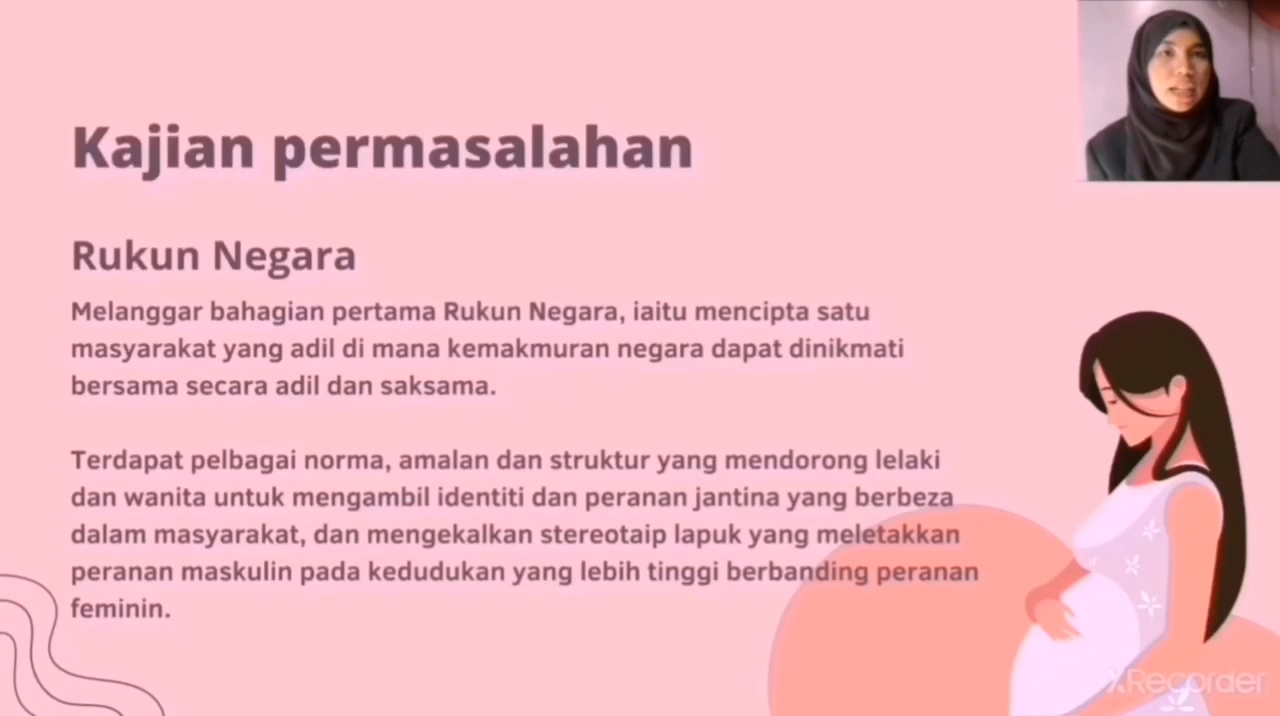 Kajian permasalahan
Rukun Negara
Melanggar bahagian pertama Rukun Negara, iaitu mencipta satu
masyarakat yang adil di mana kemakmuran negara dapat dinikmati
bersama secara adil dan saksama.
Terdapat pelbagai norma, amalan dan struktur yang mendorong lelaki
dan wanita untuk mengambil identiti dan peranan jantina yang berbeza
dalam masyarakat, dan mengekalkan stereotaip lapuk yang meletakkan
peranan maskulin pada kedudukan yang lebih tinggi berbanding peranan
feminin.
XRecorder